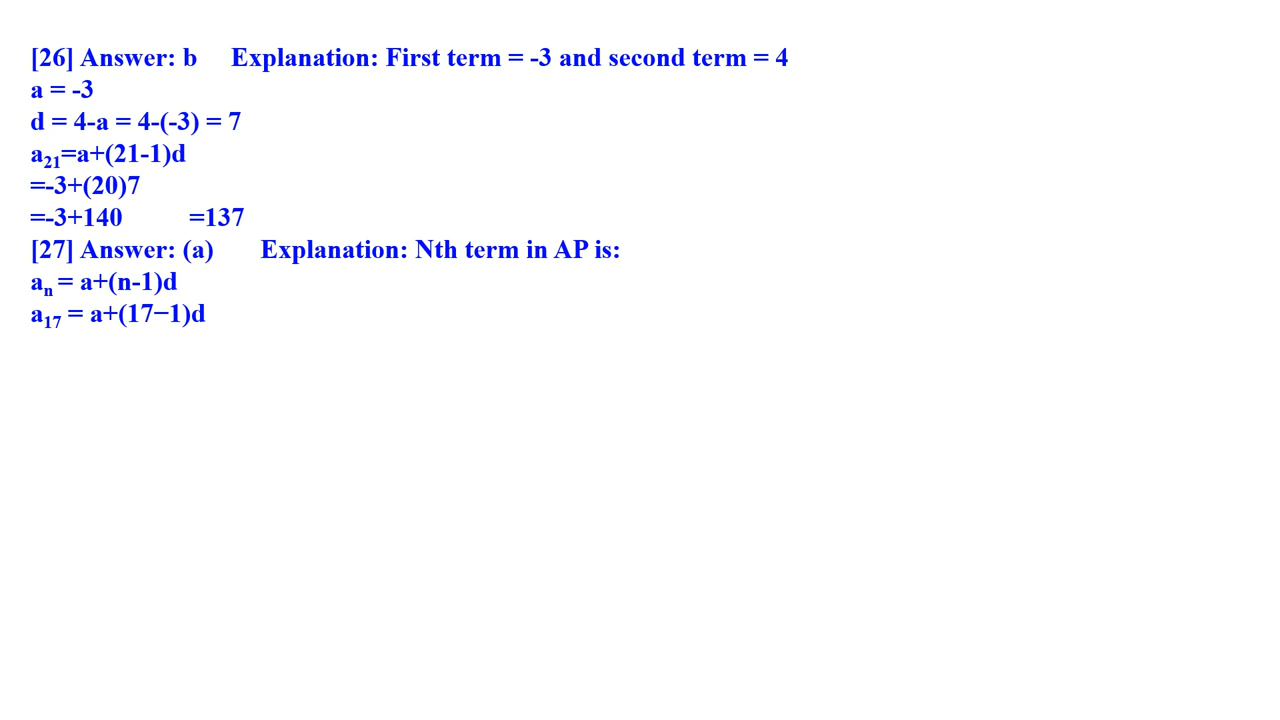 [26] Answer: b Explanation: First term = -3 and second term = 4
a = -3
d = 4-a = 4-(-3) = 7
a21=a+(21-1)d
=-3+(20)7
=-3+140 =137
[27] Answer: (a) Explanation: Nth term in AP is:
an = a+(n-1)d
a17 = a+(17−1)d